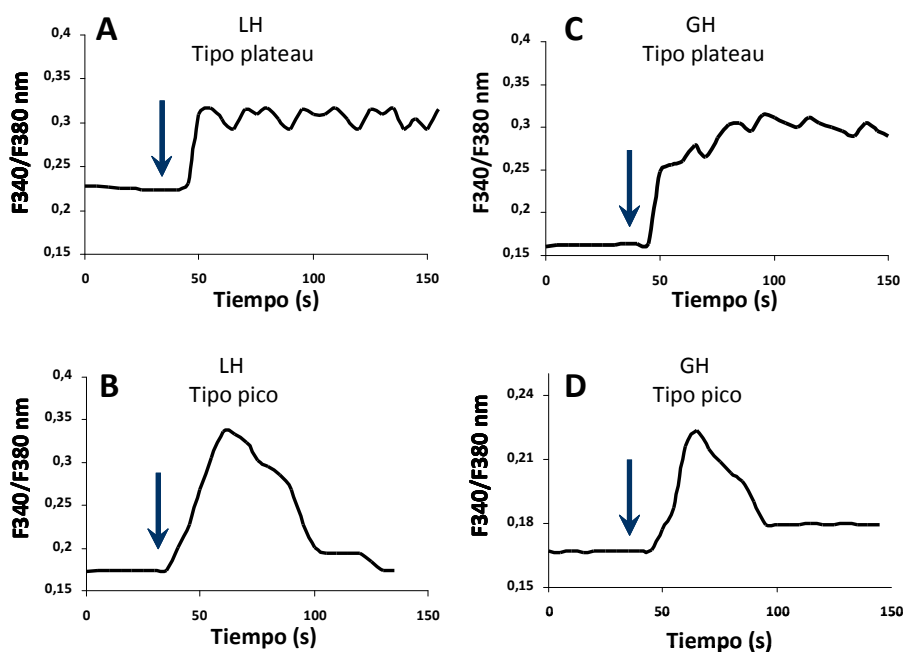 A
LH
Tipo plateau
F340/F380 nm
0,4
0,35
0,3
0,25
0,2
0,15
0
50
100
150
Tiempo (s)
C
GH
Tipo plateau
F340/F380 nm
0,4
0,35
0,3
0,25
0,2
0,15
0
50
100
150
Tiempo (s)
B
LH
Tipo pico
F340/F380 nm
0,4
0,35
0,3
0,25
0,2
0,15
0
50
100
150
Tiempo (s)
D
GH
Tipo pico
F340/F380 nm
0,24
0,21
0,18
0,15
0
50
100
150
Tiempo (s)